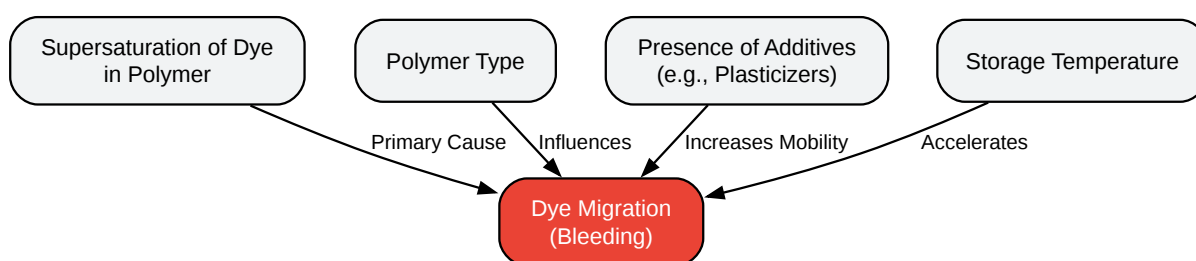 Supersaturation of Dye
in Polymer
Polymer Type
Presence of Additives
(e.g., Plasticizers)
Storage Temperature
Primary Cause
Influences
Increases Mobility
Accelerates
Dye Migration
(Bleeding)